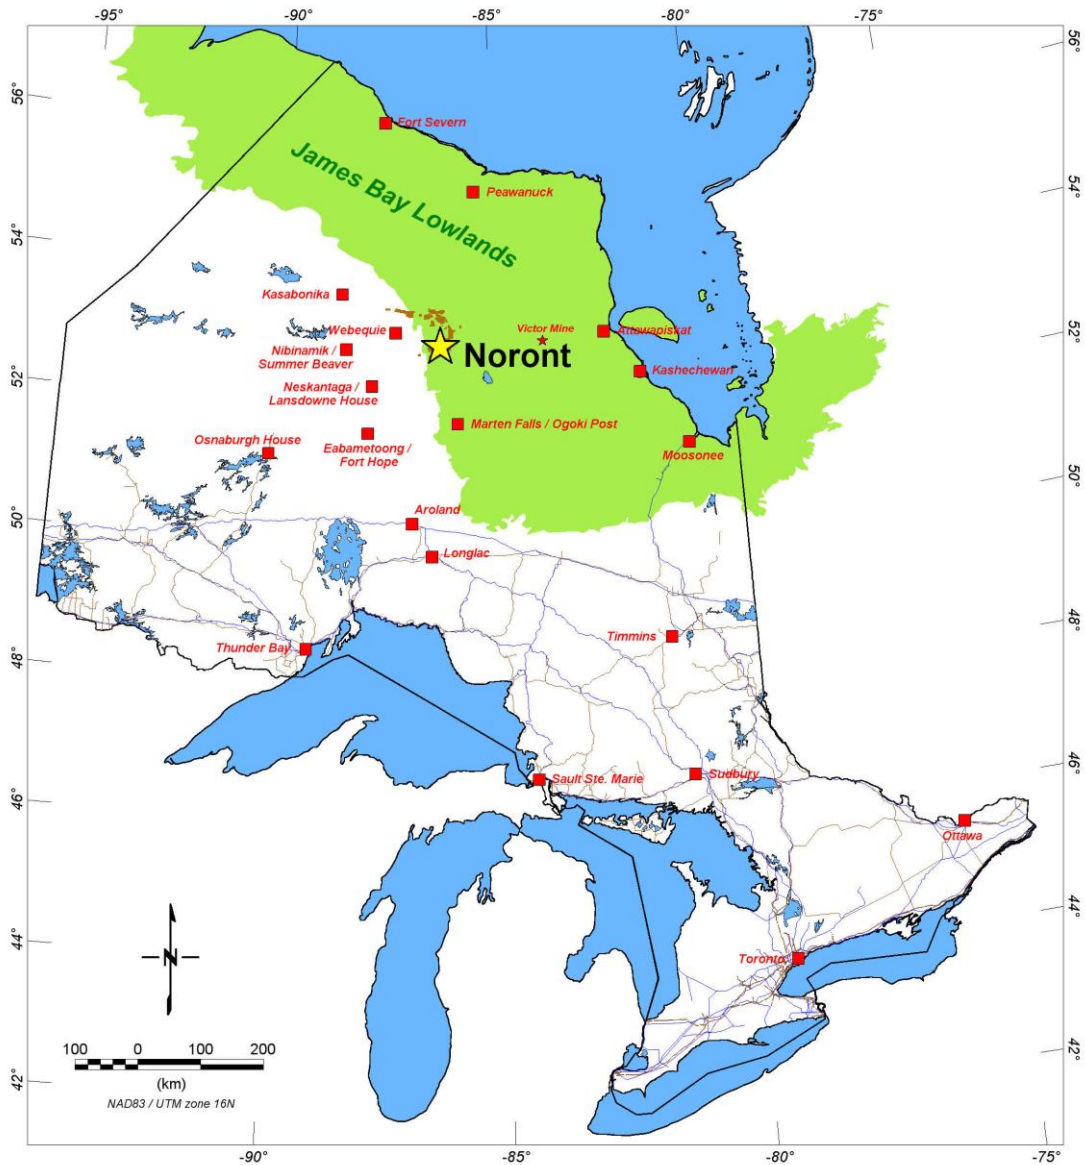 -95°
-90°
-85°
-80°
-75°
56°
56°
Fort Severn
James Bay Lowlands
Peawanuck
54°
54°
Kasabonika
Webequie
Victor Mine
Attawapiskat
Nibinamik /
Summer Beaver
Noront
52°
Kashechewan
52°
Neskantaga /
Lansdowne House
Marten Falls / Ogoki Post
Osnaburgh House
Eabametoong /
Fort Hope
Moosonee
50°
50°
Aroland
Longlac
Timmins
48°
48°
Thunder Bay
Sault Ste. Marie
Sudbury
46°
46°
Ottawa
44°
44°
N
Toronto
100 0 100 200
(km)
NAD83 / UTM zone 16N
42°
42°
-90°
-85°
-80°
-75°